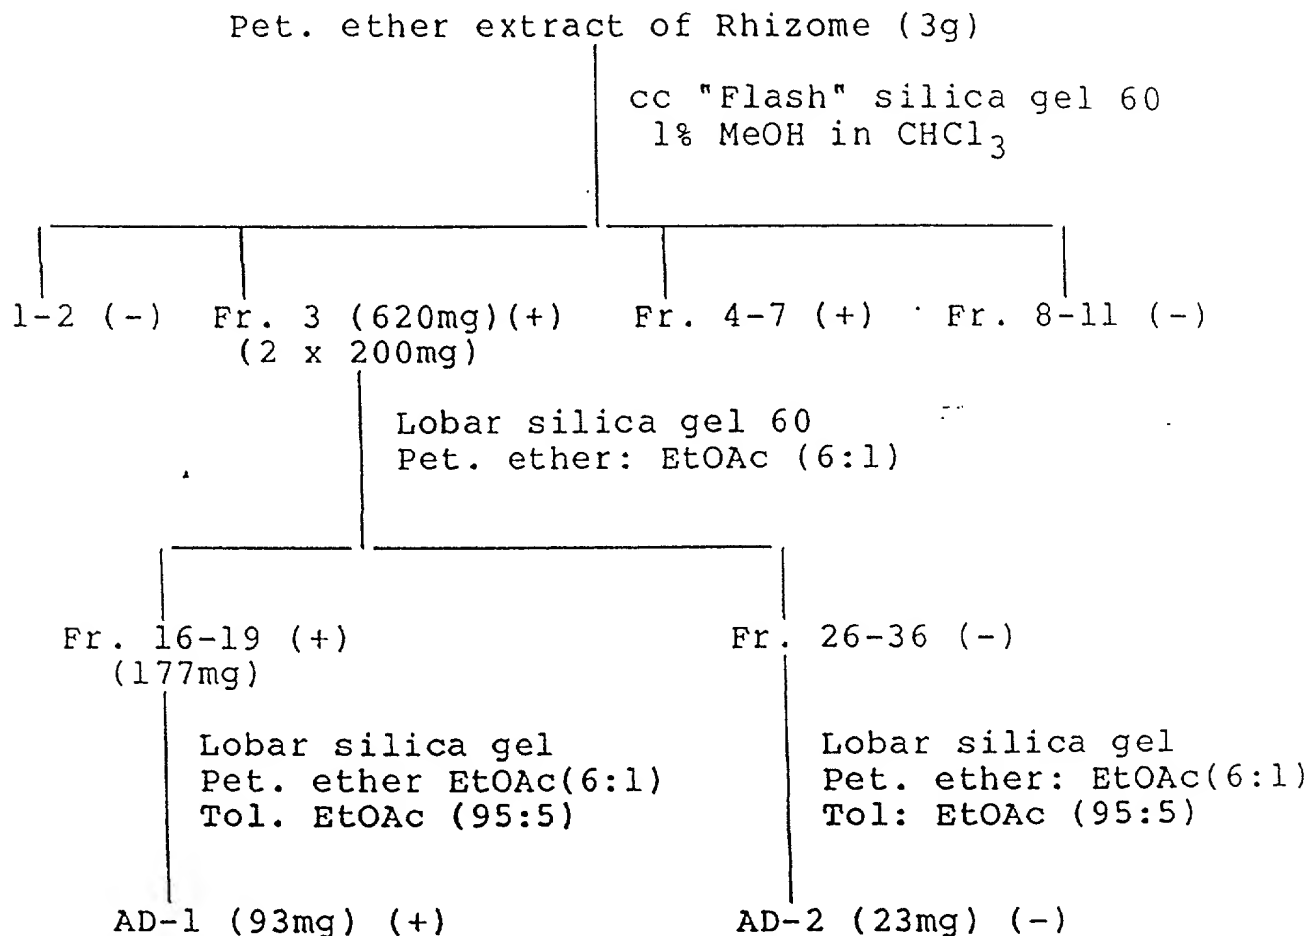 Pet. ether extract of Rhizome (3g)
cc "Flash" silica gel 60
1% MeOH in CHCl3
1-2 (-) Fr. 3 (620mg)(+) Fr. 4-7 (+) Fr. 8-11 (-)
(2 x 200mg)
Lobar silica gel 60
Pet. ether: EtOAc (6:1)
Fr. 16-19 (+) Fr. 26-36 (-)
(177mg)
Lobar silica gel Lobar silica gel
Pet. ether EtOAc(6:1) Pet. ether: EtOAc(6:1)
Tol. EtOAc (95:5) Tol: EtOAc (95:5)
AD-1 (93mg) (+) AD-2 (23mg) (-)